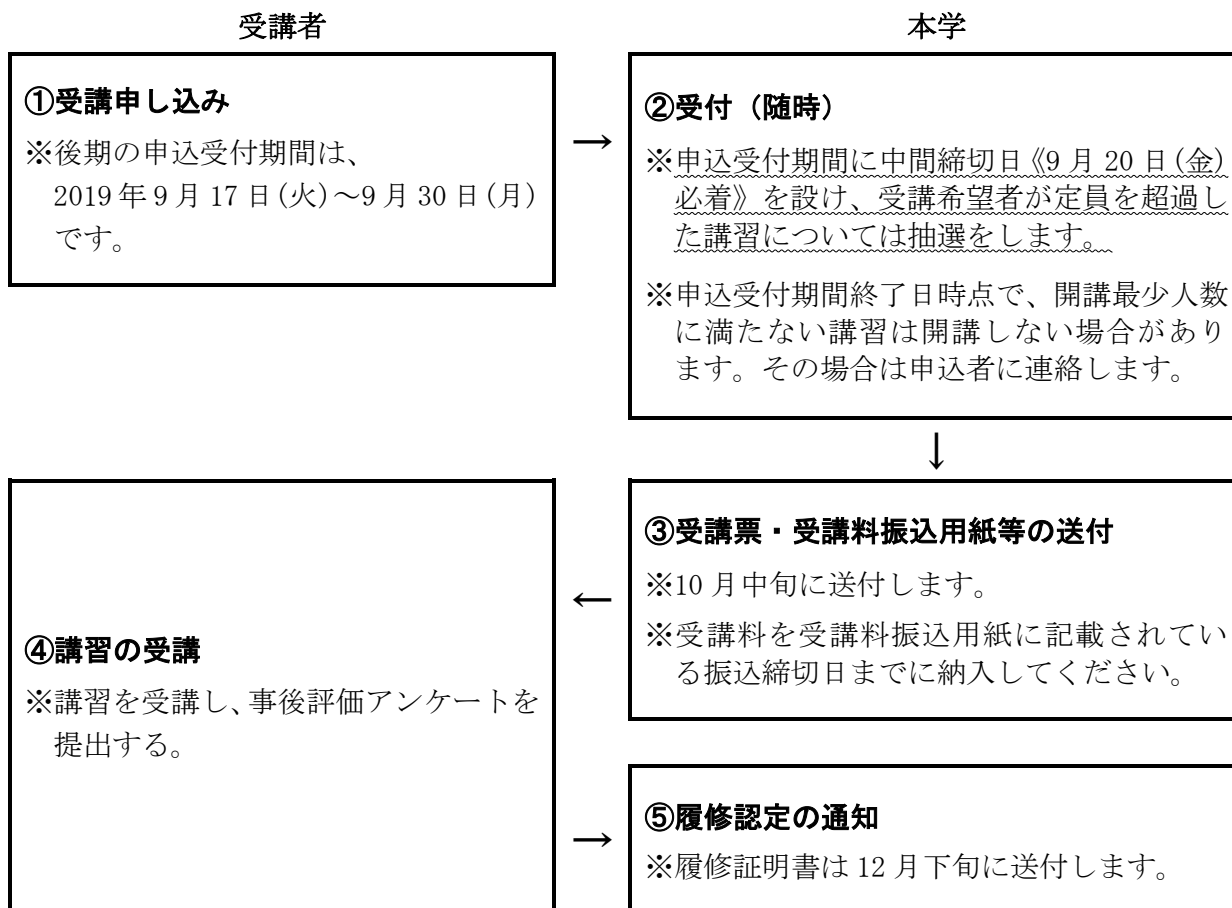 受講者
本学
①受講申し込み
※後期の申込受付期間は、
2019年9月17日(火)～9月30日(月)
です。
→
②受付（随時）
※申込受付期間に中間締切日《9月20日(金)
必着》を設け、受講希望者が定員を超過し
た講習については抽選をします。
※申込受付期間終了日時点で、開講最少人数
に満たない講習は開講しない場合があり
ます。その場合は申込者に連絡します。
↓
③受講票・受講料振込用紙等の送付
※10月中旬に送付します。
※受講料を受講料振込用紙に記載されてい
る振込締切日までに納入してください。
←
④講習の受講
※講習を受講し、事後評価アンケートを
提出する。
→
⑤履修認定の通知
※履修証明書は12月下旬に送付します。